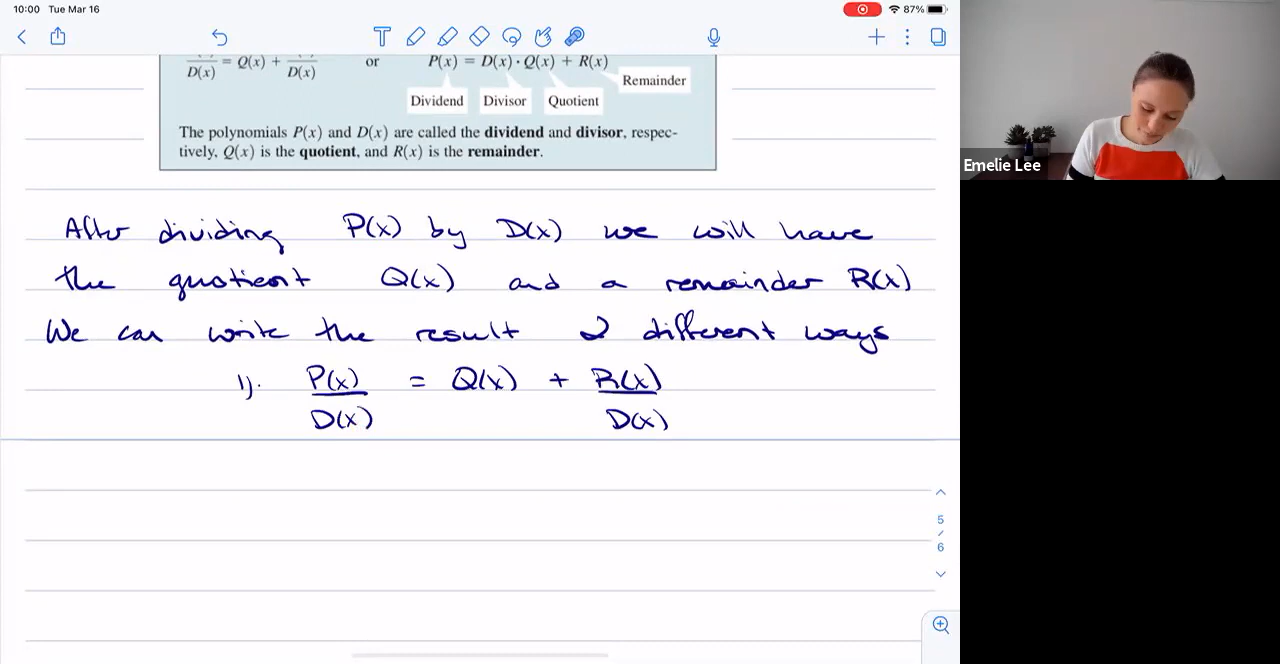 10:00 Tue Mar 16
87%
D(x) = Q(x) + D(x) or P(x) = D(x) · Q(x) + R(x)
Remainder
Dividend Divisor Quotient
The polynomials P(x) and D(x) are called the dividend and divisor, respec-
tively, Q(x) is the quotient, and R(x) is the remainder.
Emelie Lee
After dividing P(x) by D(x) we will have
the quotient Q(x) and a remainder R(x)
We can write the result 2 different ways
1). P(x) = Q(x) + R(x)
D(x) D(x)
5
6